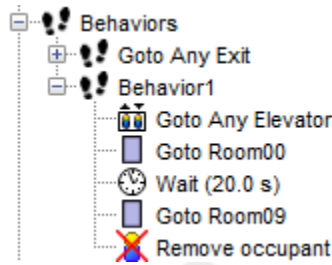 Behaviors
Goto Any Exit
Behavior1
Goto Any Elevator
Goto Room00
Wait (20.0 s)
Goto Room09
Remove occupant